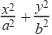 x²/a² + y²/b²